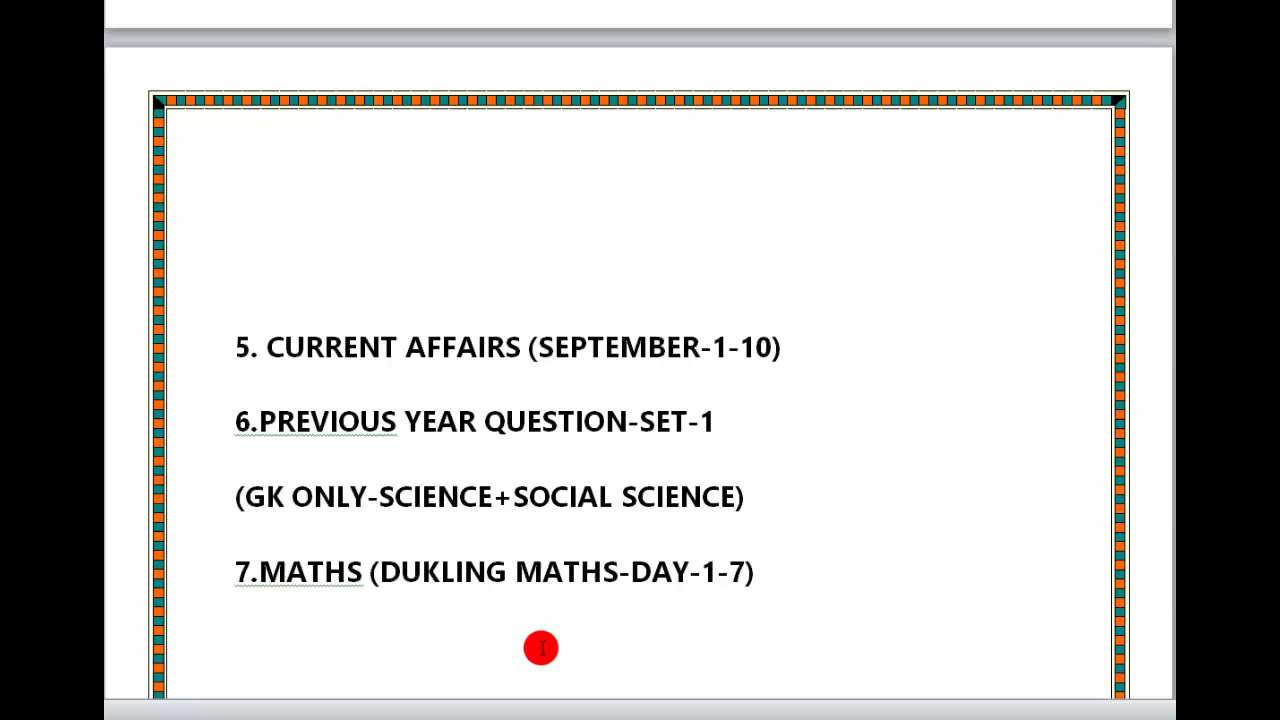 5. CURRENT AFFAIRS (SEPTEMBER-1-10)
6.PREVIOUS YEAR QUESTION-SET-1
(GK ONLY-SCIENCE+SOCIAL SCIENCE)
7.MATHS (DUKLING MATHS-DAY-1-7)